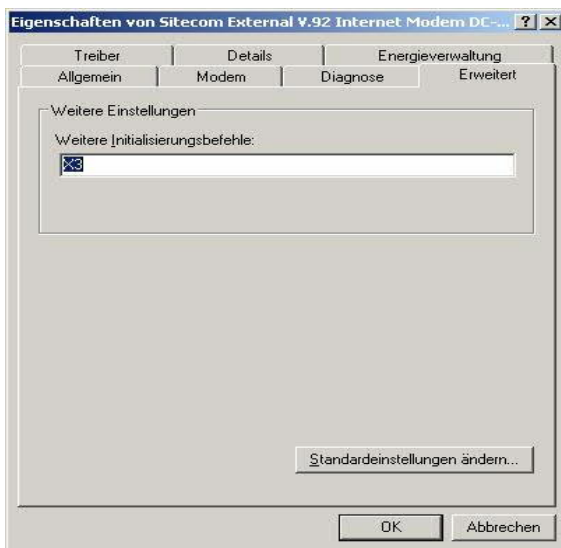 Eigenschaften von Sitecom External V.92 Internet Modem DC-...
Treiber Details Energieverwaltung
Allgemein Modem Diagnose Erweitert
Weitere Einstellungen
Weitere Initialisierungsbefehle:
X3
Standardeinstellungen ändern...
OK Abbrechen